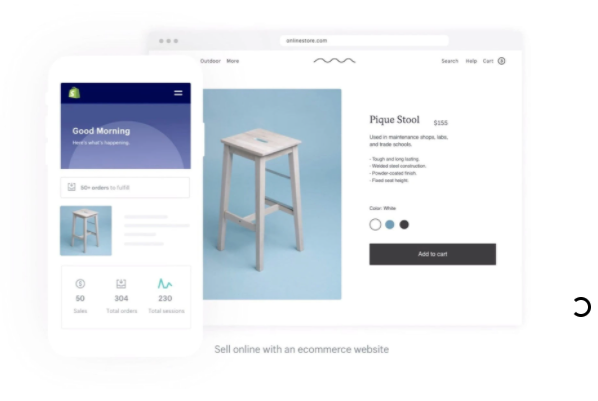 onlinestore.com
Outdoor More
Search Help Cart
Good Morning
Here's what's happening.
50+ orders to fulfill
50 304 230
Sales Total orders Total sessions
Pique Stool $155
Used in maintenance shops, labs,
and trade schools.
- Tough and long lasting.
- Welded steel construction.
- Powder-coated finish.
- Fixed seat height.
Color: White
Add to cart
Sell online with an ecommerce website